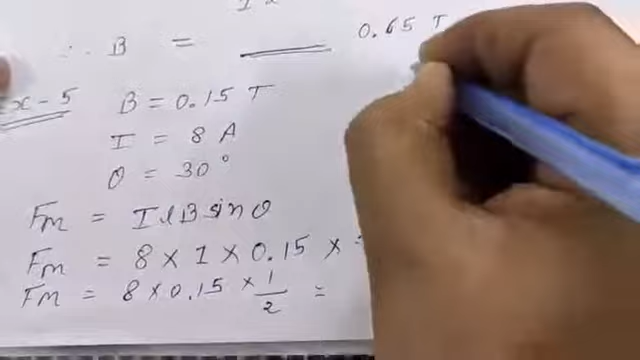 ∴ B = 0.65 T
x-5 B = 0.15 T
I = 8 A
θ = 30°
Fm = IlB sin θ
Fm = 8 × 1 × 0.15 ×
Fm = 8 × 0.15 × 1/2 =